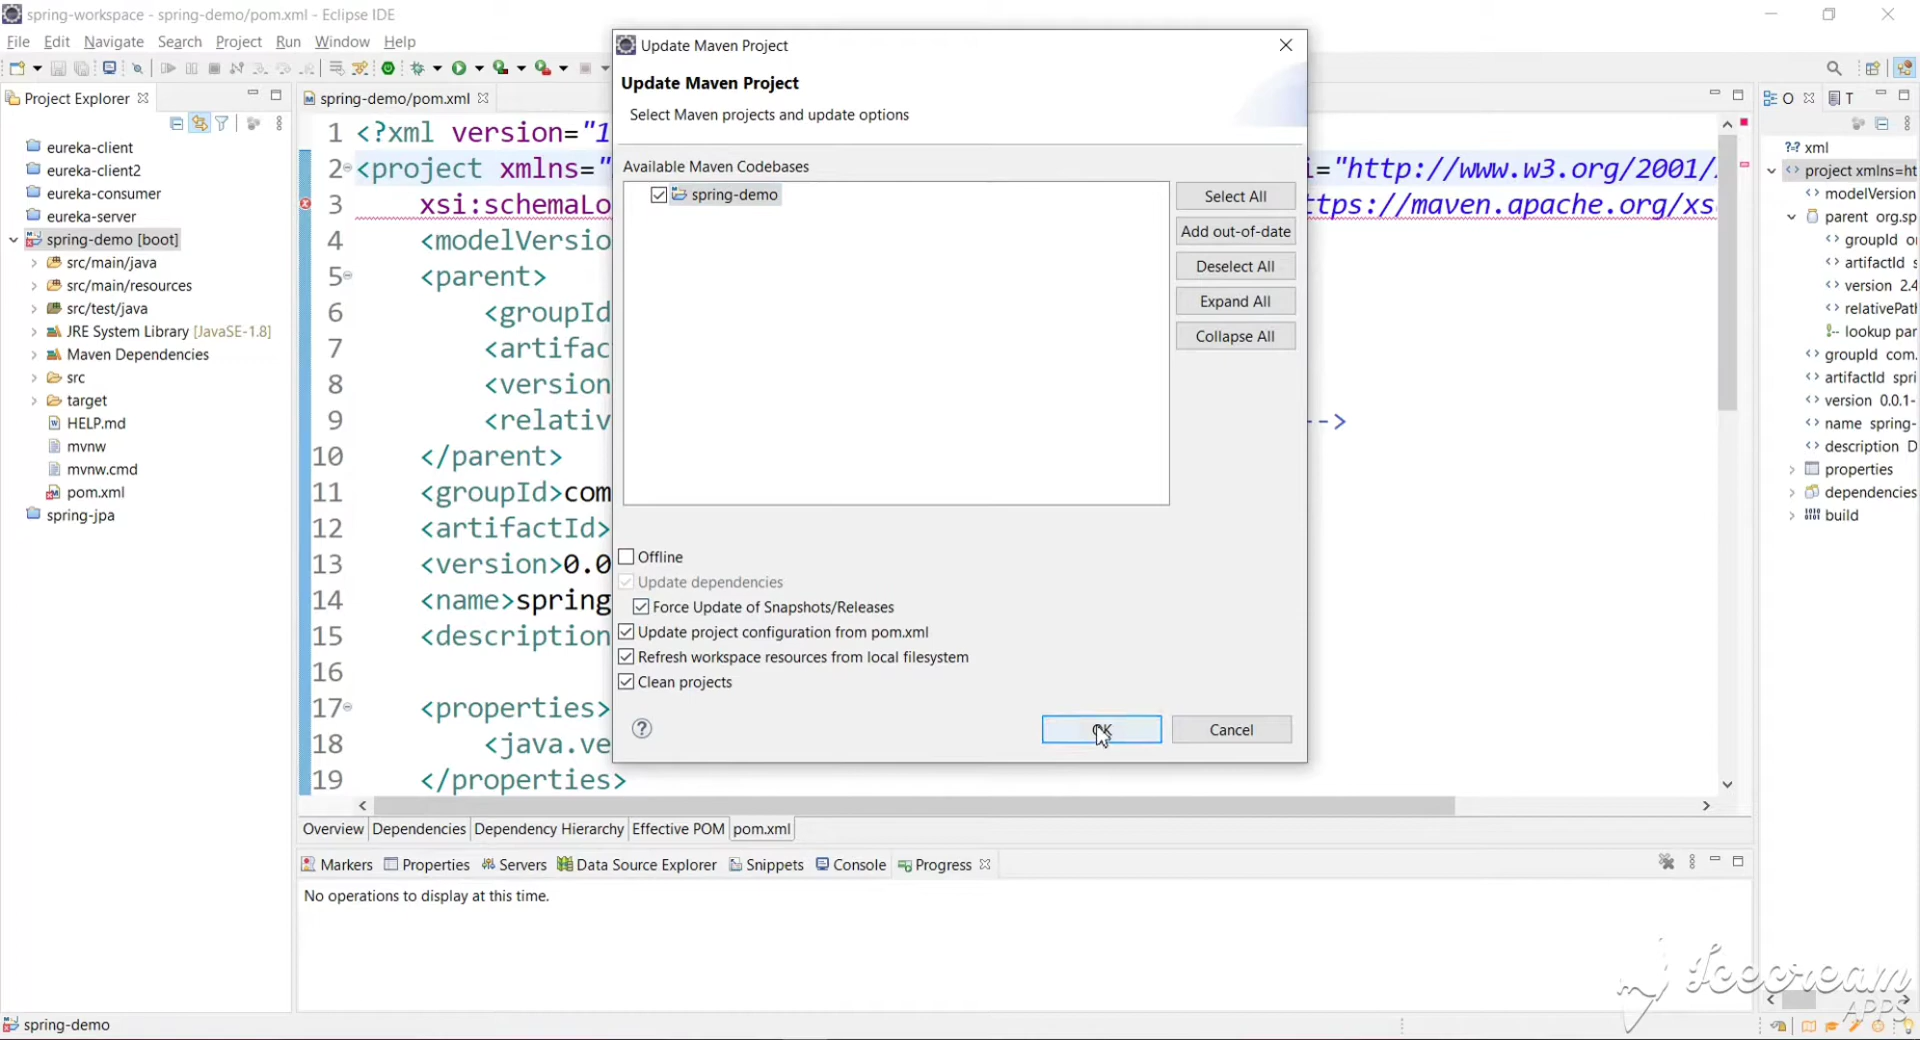 spring-workspace - spring-demo/pom.xml - Eclipse IDE
File Edit Navigate Search Project Run Window Help
Project Explorer
eureka-client
eureka-client2
eureka-consumer
eureka-server
spring-demo [boot]
src/main/java
src/main/resources
src/test/java
JRE System Library [JavaSE-1.8]
Maven Dependencies
src
target
HELP.md
mvnw
mvnw.cmd
pom.xml
spring-jpa
spring-demo/pom.xml
1 <?xml version="1
2 <project xmlns=" i="http://www.w3.org/2001/
3 xsi:schemaLo ttps://maven.apache.org/xs
4 <modelVersio
5 <parent>
6 <groupId
7 <artifac
8 <version
9 <relativ -->
10 </parent>
11 <groupId>com
12 <artifactId>
13 <version>0.0
14 <name>spring
15 <description
16
17 <properties>
18 <java.ve
19 </properties>
Update Maven Project
Update Maven Project
Select Maven projects and update options
Available Maven Codebases
spring-demo
Select All
Add out-of-date
Deselect All
Expand All
Collapse All
Offline
Update dependencies
Force Update of Snapshots/Releases
Update project configuration from pom.xml
Refresh workspace resources from local filesystem
Clean projects
OK Cancel
O T
xml
project xmlns=ht
modelVersion
parent org.sp
groupId or
artifactId s
version 2.4
relativePatl
lookup par
groupId com.
artifactId spri
version 0.0.1-
name spring-
description D
properties
dependencies
build
Overview Dependencies Dependency Hierarchy Effective POM pom.xml
Markers Properties Servers Data Source Explorer Snippets Console Progress
No operations to display at this time.
Icecream
APPS
spring-demo